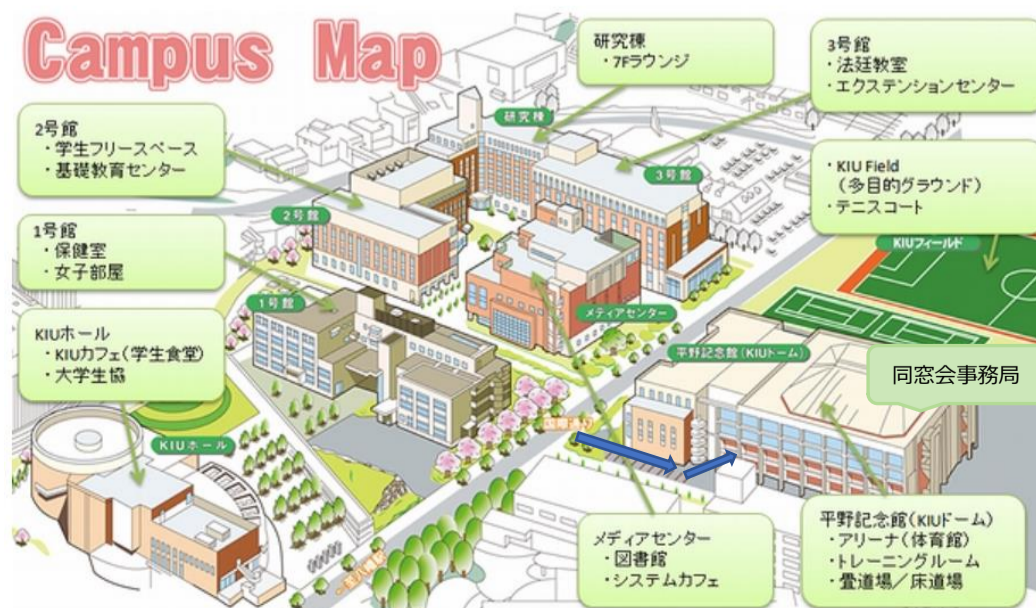 Campus Map
研究棟
・7Fラウンジ
3号館
・法廷教室
・エクステンションセンター
2号館
・学生フリースペース
・基礎教育センター
・KIU Field
（多目的グラウンド）
・テニスコート
1号館
・保健室
・女子部屋
KIUホール
・KIUカフェ(学生食堂)
・大学生協
研究棟
3号館
2号館
KIUフィールド
1号館
メディアセンター
平野記念館(KIUドーム)
同窓会事務局
KIUホール
メディアセンター
・図書館
・システムカフェ
平野記念館(KIUドーム)
・アリーナ(体育館)
・トレーニングルーム
・畳道場／床道場